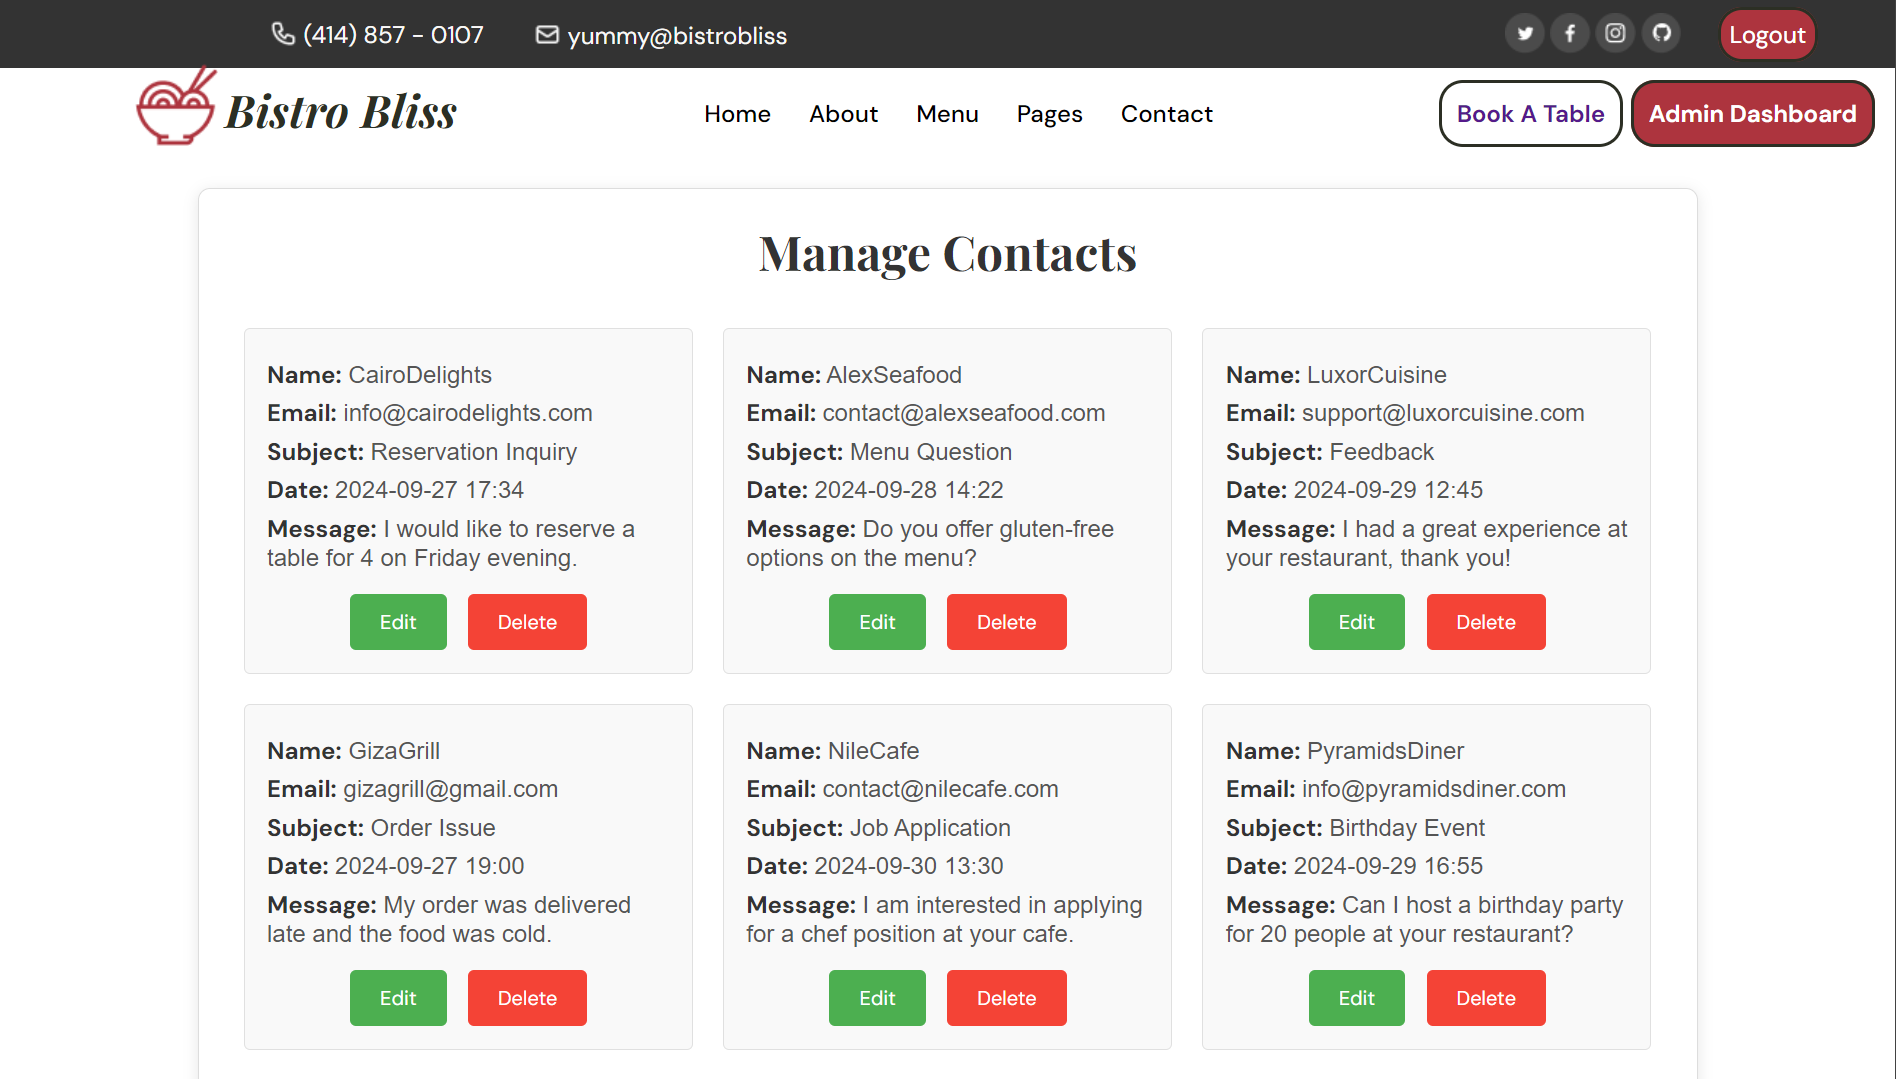 (414) 857 - 0107
yummy@bistrobliss
Logout
Bistro Bliss
Home
About
Menu
Pages
Contact
Book A Table
Admin Dashboard
Manage Contacts
Name: CairoDelights
Email: info@cairodelights.com
Subject: Reservation Inquiry
Date: 2024-09-27 17:34
Message: I would like to reserve a
table for 4 on Friday evening.
Edit
Delete
Name: AlexSeafood
Email: contact@alexseafood.com
Subject: Menu Question
Date: 2024-09-28 14:22
Message: Do you offer gluten-free
options on the menu?
Edit
Delete
Name: LuxorCuisine
Email: support@luxorcuisine.com
Subject: Feedback
Date: 2024-09-29 12:45
Message: I had a great experience at
your restaurant, thank you!
Edit
Delete
Name: GizaGrill
Email: gizagrill@gmail.com
Subject: Order Issue
Date: 2024-09-27 19:00
Message: My order was delivered
late and the food was cold.
Edit
Delete
Name: NileCafe
Email: contact@nilecafe.com
Subject: Job Application
Date: 2024-09-30 13:30
Message: I am interested in applying
for a chef position at your cafe.
Edit
Delete
Name: PyramidsDiner
Email: info@pyramidsdiner.com
Subject: Birthday Event
Date: 2024-09-29 16:55
Message: Can I host a birthday party
for 20 people at your restaurant?
Edit
Delete